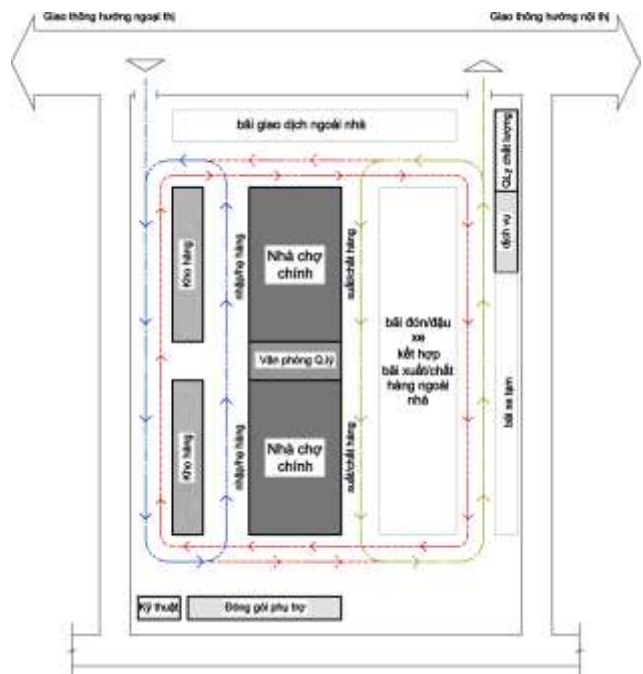 Giao thông hướng ngoại thị
Giao thông hướng nội thị
bãi giao dịch ngoài nhà
QLy chất lượng
dịch vụ
bãi xe tạm
Kho hàng
nhập/hạ hàng
Nhà chợ
chính
xuất/chất hàng
Văn phòng Q.lý
bãi đón/đậu
xe
kết hợp
bãi xuất/chất
hàng ngoài
nhà
Kho hàng
nhập/hạ hàng
Nhà chợ
chính
xuất/chất hàng
Kỹ thuật
Đóng gói phụ trợ